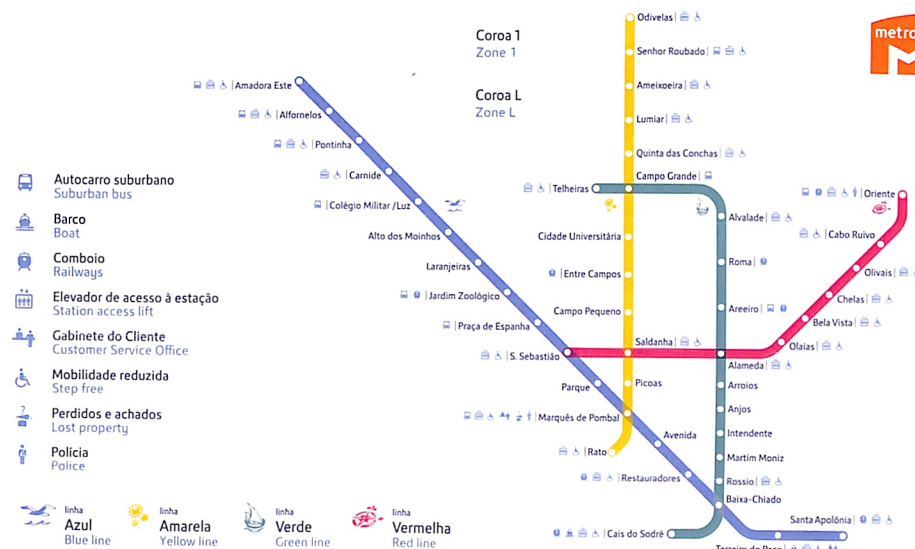 Odivelas
Coroa 1
Zone 1
Senhor Roubado
metro
Amadora Este
Ameixoeira
Coroa L
Zone L
Alfornelos
Lumiar
Pontinha
Quinta das Conchas
Carnide
Campo Grande
Autocarro suburbano
Suburban bus
Telheiras
Oriente
Colégio Militar /Luz
Alvalade
Barco
Boat
Alto dos Moinhos
Cidade Universitária
Cabo Ruivo
Comboio
Railways
Laranjeiras
Roma
Entre Campos
Olivais
Elevador de acesso à estação
Station access lift
Jardim Zoológico
Chelas
Campo Pequeno
Areeiro
Praça de Espanha
Bela Vista
Gabinete do Cliente
Customer Service Office
Saldanha
Olaias
S. Sebastião
Alameda
Mobilidade reduzida
Step free
Parque
Picoas
Arroios
Perdidos e achados
Lost property
Marquês de Pombal
Anjos
Avenida
Intendente
Polícia
Police
Rato
Martim Moniz
Restauradores
Rossio
Baixa-Chiado
linha
Azul
Blue line
linha
Amarela
Yellow line
linha
Verde
Green line
linha
Vermelha
Red line
Santa Apolónia
Cais do Sodré
Terreiro do Paço